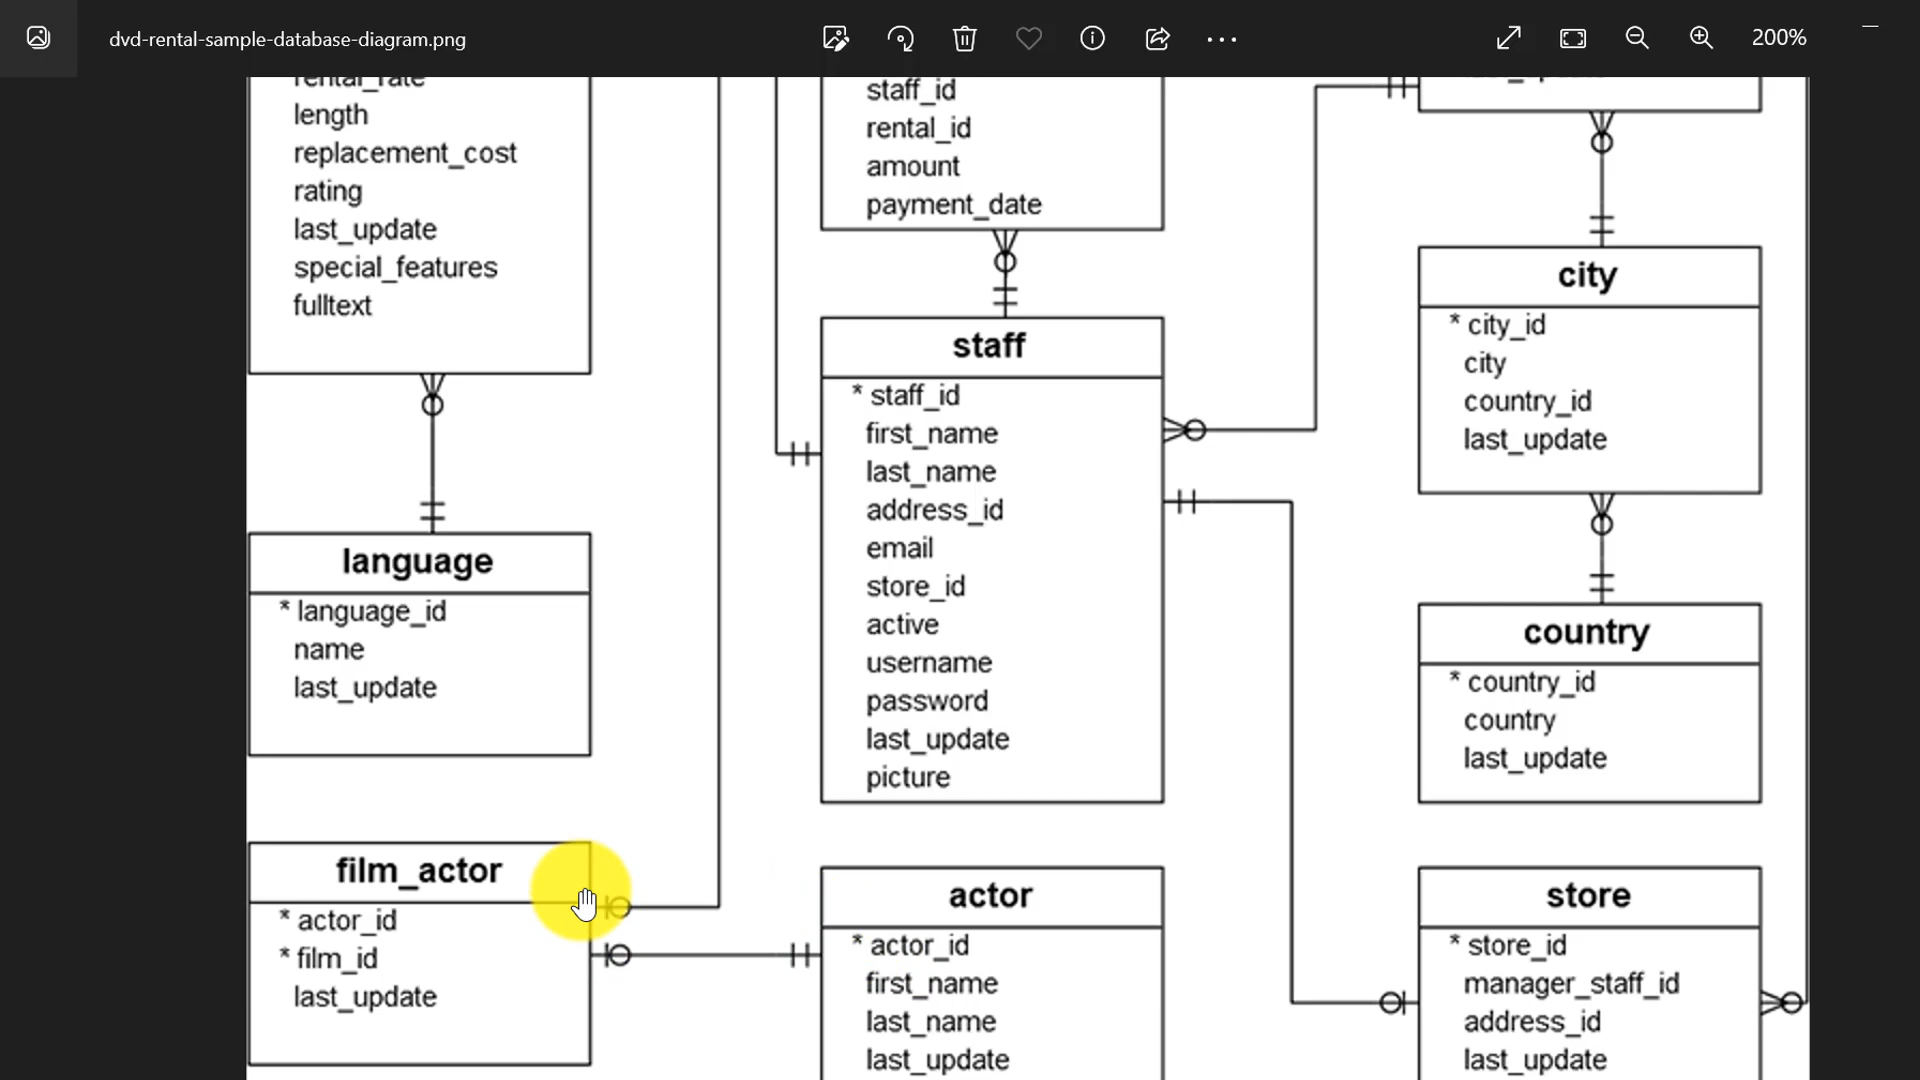 dvd-rental-sample-database-diagram.png
200%
rental_rate
length
replacement_cost
rating
last_update
special_features
fulltext
language
* language_id
name
last_update
film_actor
* actor_id
* film_id
last_update
staff_id
rental_id
amount
payment_date
staff
* staff_id
first_name
last_name
address_id
email
store_id
active
username
password
last_update
picture
actor
* actor_id
first_name
last_name
last_update
city
* city_id
city
country_id
last_update
country
* country_id
country
last_update
store
* store_id
manager_staff_id
address_id
last_update